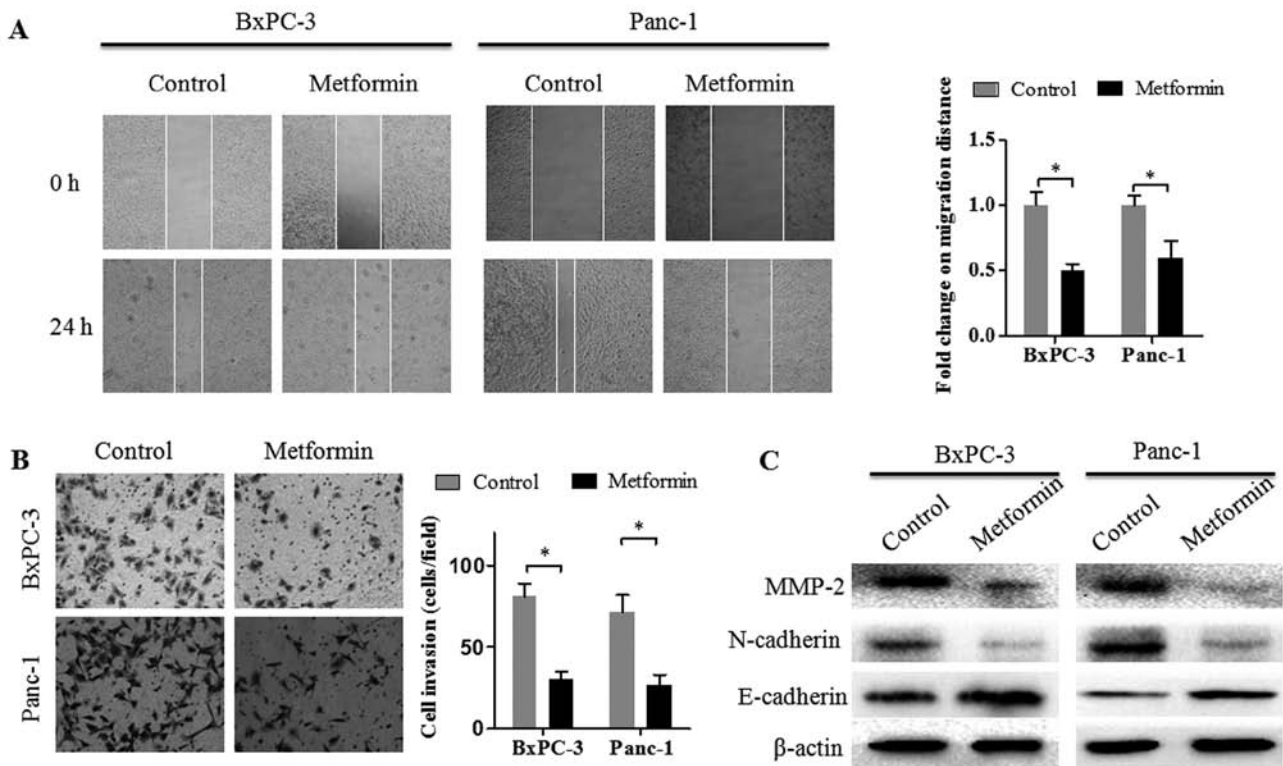 A
BxPC-3
Panc-1
Control
Metformin
Control
Metformin
0 h
24 h
Control
Metformin
Fold change on migration distance
1.5
1.0
0.5
0.0
*
*
BxPC-3
Panc-1
B
Control
Metformin
BxPC-3
Panc-1
Control
Metformin
Cell invasion (cells/field)
100
50
0
*
*
BxPC-3
Panc-1
C
BxPC-3
Panc-1
Control
Metformin
Control
Metformin
MMP-2
N-cadherin
E-cadherin
β-actin